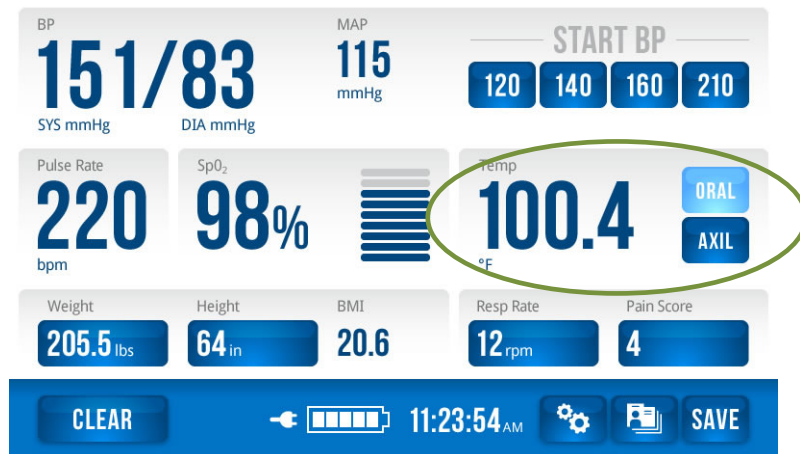 BP
151/83
SYS mmHg DIA mmHg
MAP
115
mmHg
START BP
120 140 160 210
Pulse Rate
220
bpm
Sp0₂
98%
Temp
100.4
°F
ORAL
AXIL
Weight
205.5 lbs
Height
64 in
BMI
20.6
Resp Rate
12 rpm
Pain Score
4
CLEAR 11:23:54 AM SAVE